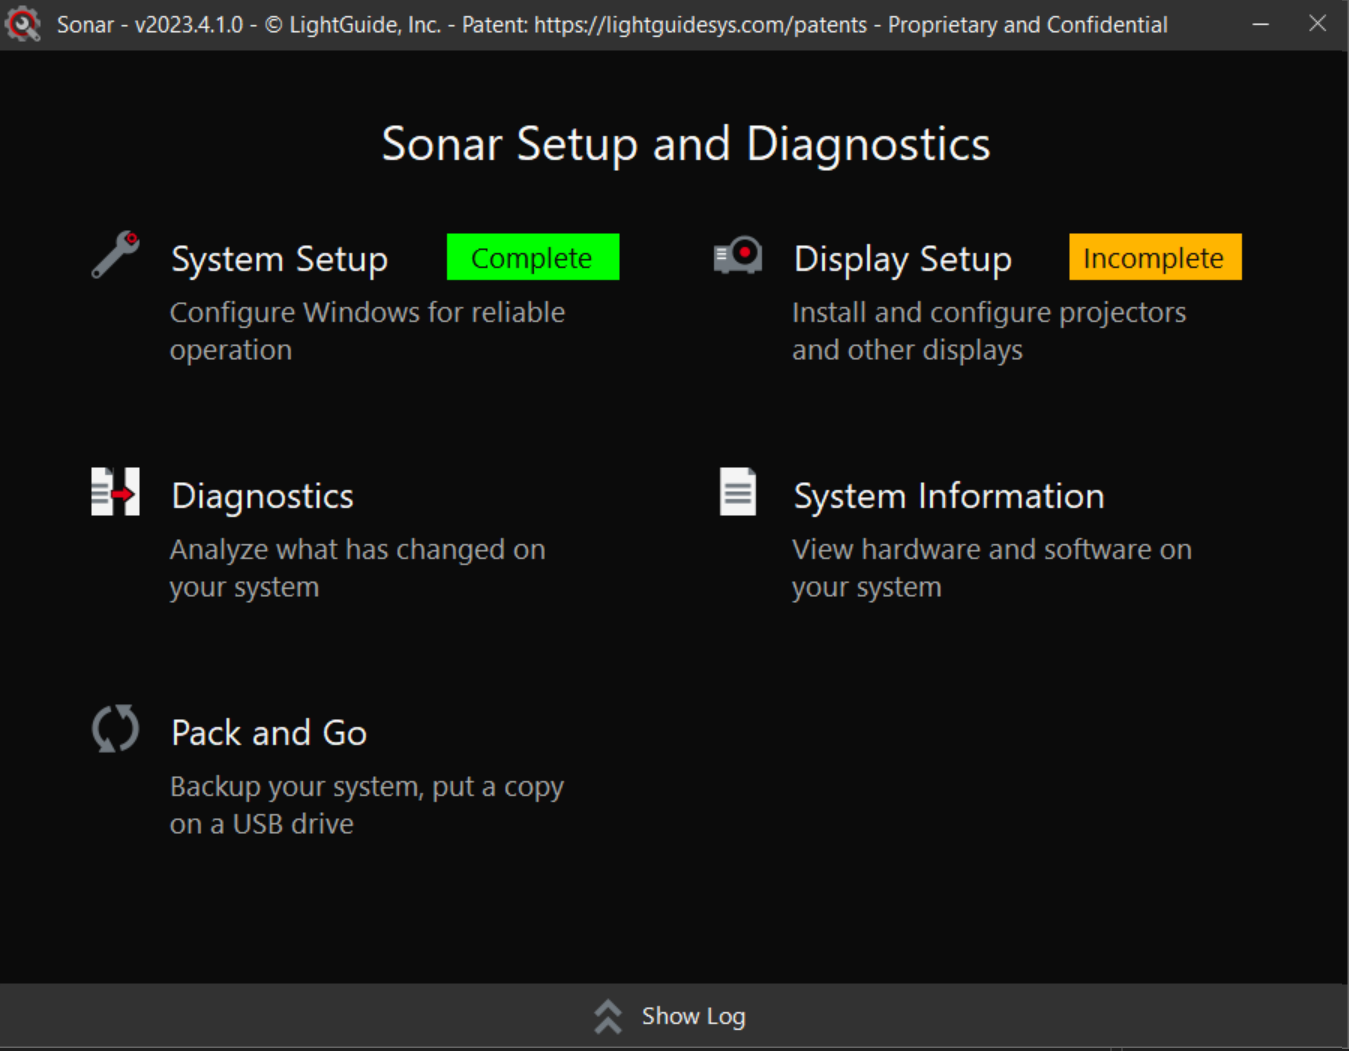 Sonar - v2023.4.1.0 - © LightGuide, Inc. - Patent: https://lightguidesys.com/patents - Proprietary and Confidential
Sonar Setup and Diagnostics
System Setup
Complete
Configure Windows for reliable
operation
Display Setup
Incomplete
Install and configure projectors
and other displays
Diagnostics
Analyze what has changed on
your system
System Information
View hardware and software on
your system
Pack and Go
Backup your system, put a copy
on a USB drive
Show Log